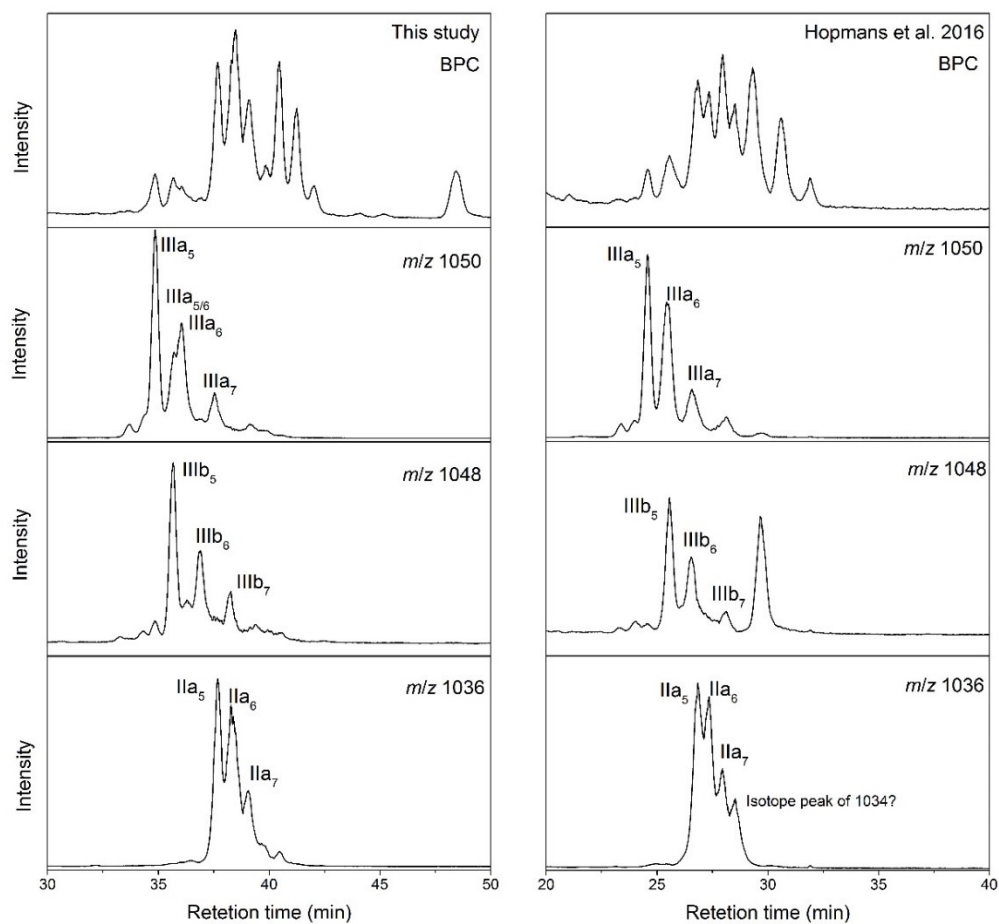 This study
BPC
Intensity
Hopmans et al. 2016
BPC
Intensity
m/z 1050
IIIa5
IIIa5/6
IIIa6
IIIa7
Intensity
m/z 1050
IIIa5
IIIa6
IIIa7
m/z 1048
IIIb5
IIIb6
IIIb7
Intensity
m/z 1048
IIIb5
IIIb6
IIIb7
m/z 1036
IIa5
IIa6
IIa7
Intensity
30 35 40 45 50
Retetion time (min)
m/z 1036
IIa5
IIa6
IIa7
Isotope peak of 1034?
20 25 30 35 40
Retetion time (min)